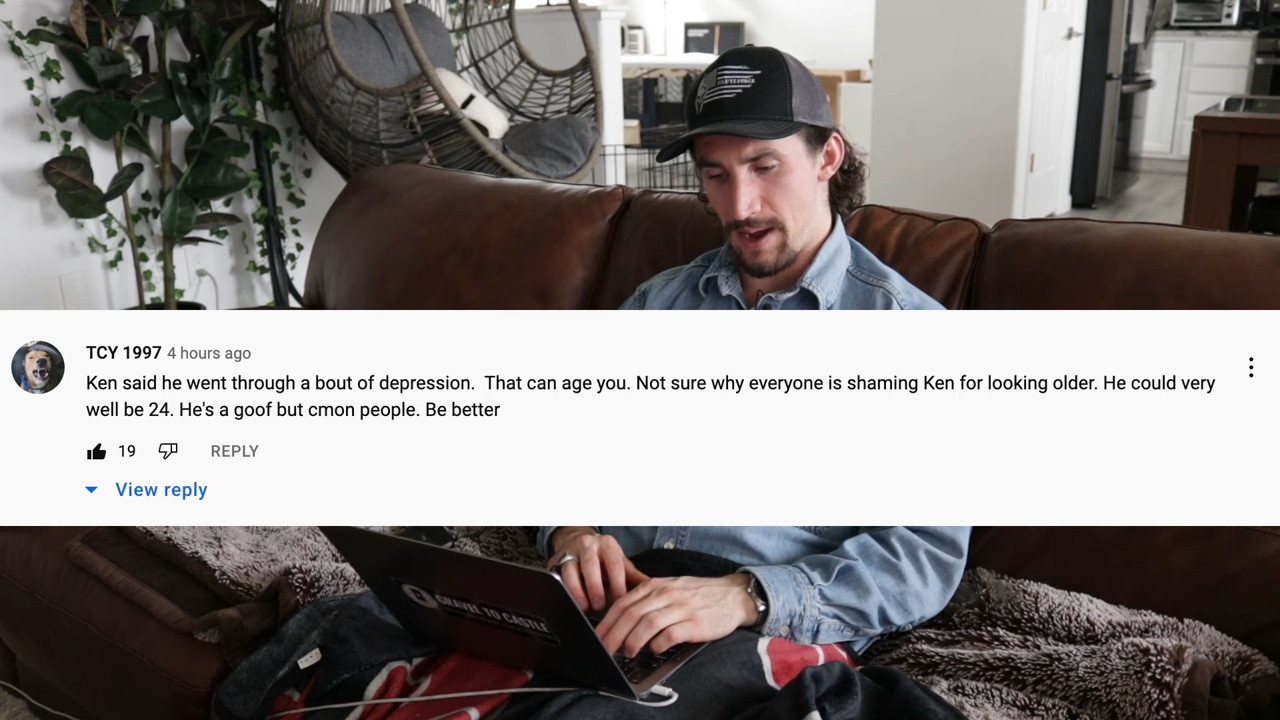 TCY 1997 4 hours ago
Ken said he went through a bout of depression.  That can age you. Not sure why everyone is shaming Ken for looking older. He could very
well be 24. He's a goof but cmon people. Be better
19 REPLY
View reply